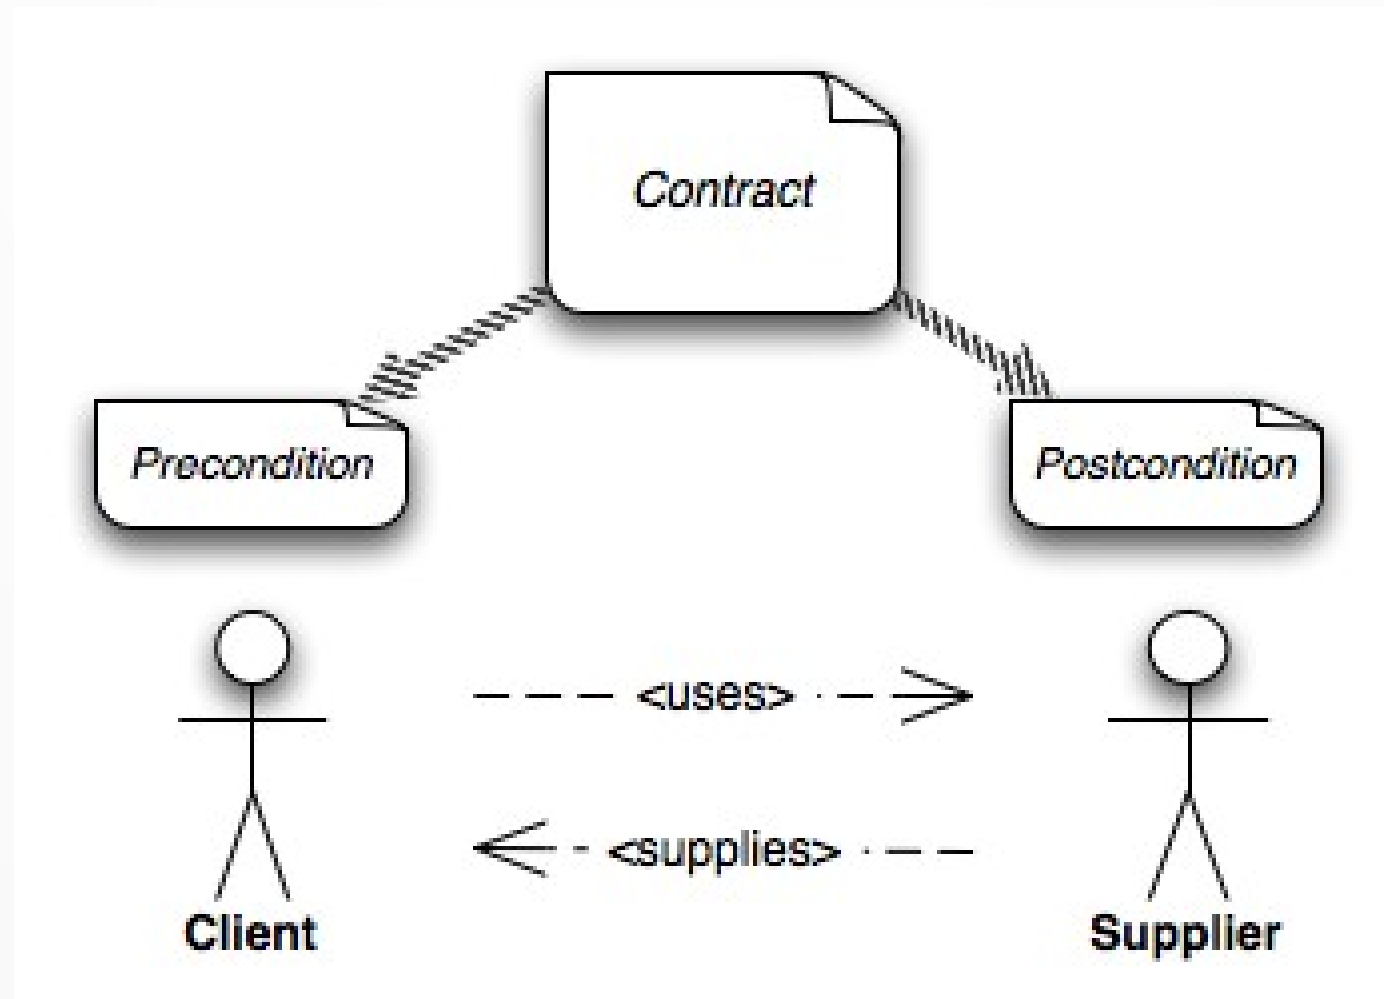 Contract
Precondition
Postcondition
<uses>
<supplies>
Client
Supplier